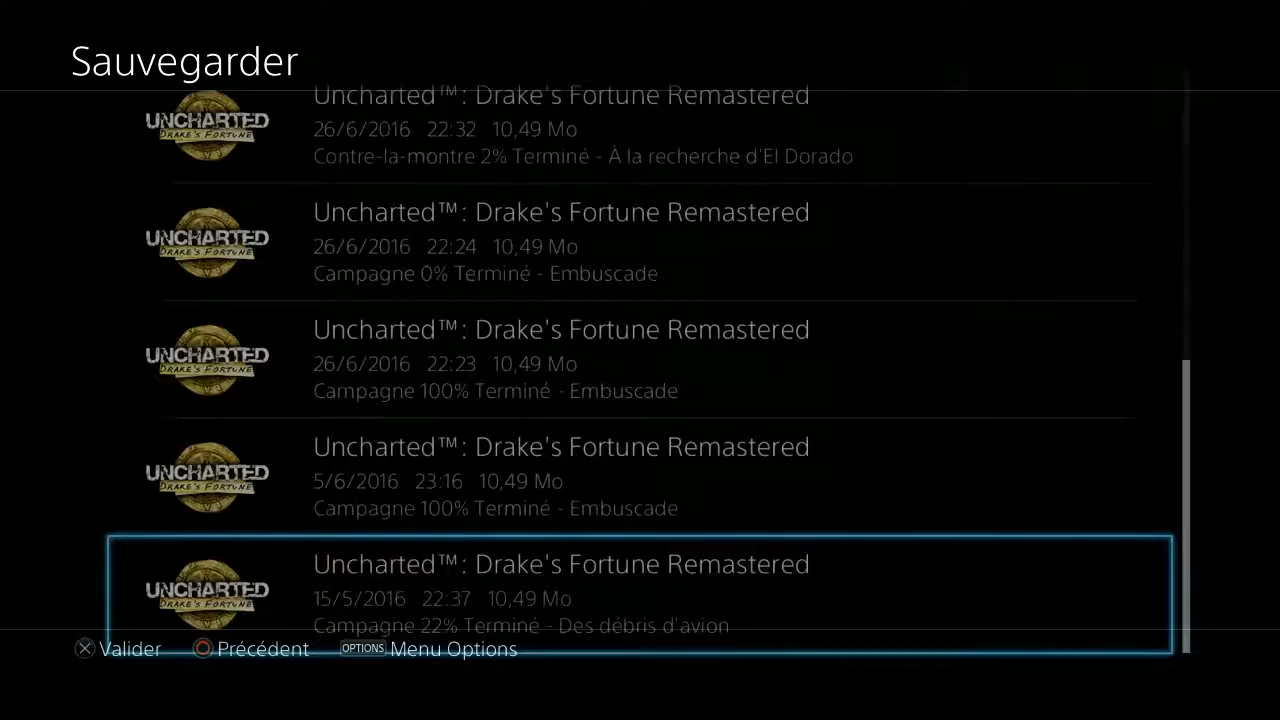 Sauvegarder
Uncharted™: Drake's Fortune Remastered
UNCHARTED
DRAKE'S FORTUNE
26/6/2016 22:32 10,49 Mo
Contre-la-montre 2% Terminé - À la recherche d'El Dorado
Uncharted™: Drake's Fortune Remastered
UNCHARTED
DRAKE'S FORTUNE
26/6/2016 22:24 10,49 Mo
Campagne 0% Terminé - Embuscade
Uncharted™: Drake's Fortune Remastered
UNCHARTED
DRAKE'S FORTUNE
26/6/2016 22:23 10,49 Mo
Campagne 100% Terminé - Embuscade
Uncharted™: Drake's Fortune Remastered
UNCHARTED
DRAKE'S FORTUNE
5/6/2016 23:16 10,49 Mo
Campagne 100% Terminé - Embuscade
Uncharted™: Drake's Fortune Remastered
UNCHARTED
DRAKE'S FORTUNE
15/5/2016 22:37 10,49 Mo
Campagne 22% Terminé - Des débris d'avion
Valider Précédent OPTIONS Menu Options